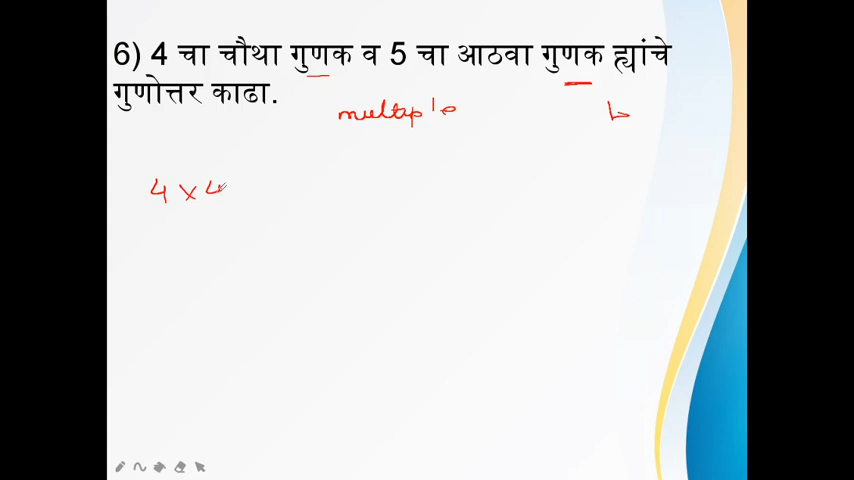 6) 4 चा चौथा गुणक व 5 चा आठवा गुणक ह्यांचे
गुणोत्तर काढा.
multiple
4 x 4